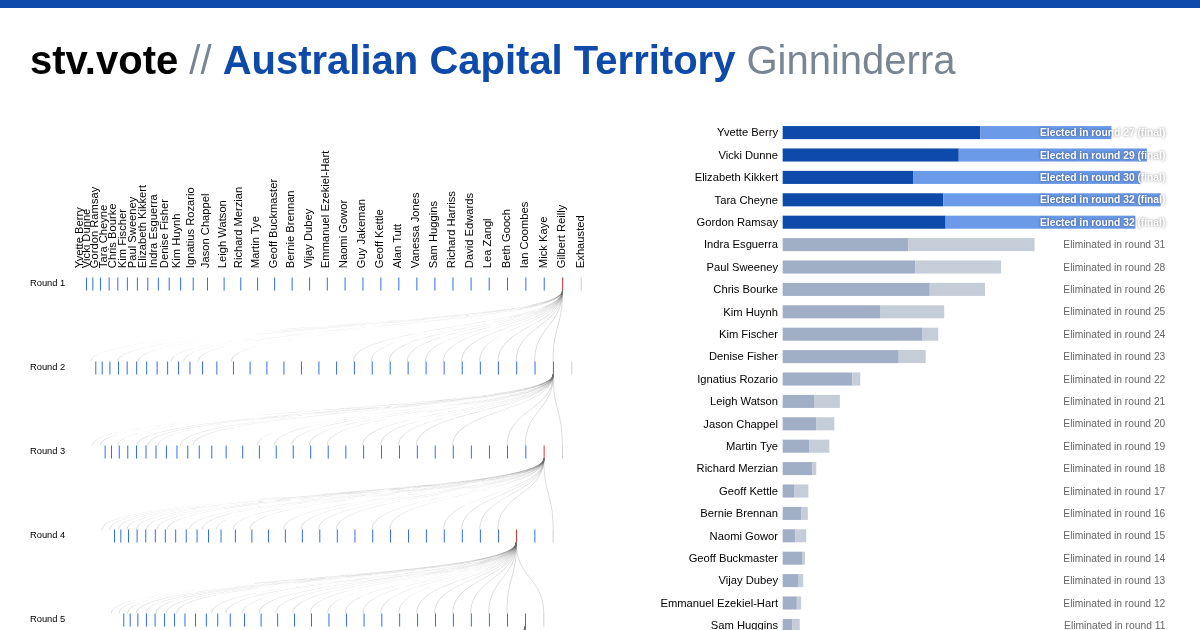 stv.vote // Australian Capital Territory Ginninderra
Yvette Berry
Vicki Dunne
Gordon Ramsay
Tara Cheyne
Chris Bourke
Kim Fischer
Paul Sweeney
Elizabeth Kikkert
Indra Esguerra
Denise Fisher
Kim Huynh
Ignatius Rozario
Jason Chappel
Leigh Watson
Richard Merzian
Martin Tye
Geoff Buckmaster
Bernie Brennan
Vijay Dubey
Emmanuel Ezekiel-Hart
Naomi Gowor
Guy Jakeman
Geoff Kettle
Alan Tutt
Vanessa Jones
Sam Huggins
Richard Harriss
David Edwards
Lea Zangl
Beth Gooch
Ian Coombes
Mick Kaye
Gilbert Reilly
Exhausted
Round 1
Round 2
Round 3
Round 4
Round 5
Yvette Berry Elected in round 27 (final)
Vicki Dunne Elected in round 29 (final)
Elizabeth Kikkert Elected in round 30 (final)
Tara Cheyne Elected in round 32 (final)
Gordon Ramsay Elected in round 32 (final)
Indra Esguerra Eliminated in round 31
Paul Sweeney Eliminated in round 28
Chris Bourke Eliminated in round 26
Kim Huynh Eliminated in round 25
Kim Fischer Eliminated in round 24
Denise Fisher Eliminated in round 23
Ignatius Rozario Eliminated in round 22
Leigh Watson Eliminated in round 21
Jason Chappel Eliminated in round 20
Martin Tye Eliminated in round 19
Richard Merzian Eliminated in round 18
Geoff Kettle Eliminated in round 17
Bernie Brennan Eliminated in round 16
Naomi Gowor Eliminated in round 15
Geoff Buckmaster Eliminated in round 14
Vijay Dubey Eliminated in round 13
Emmanuel Ezekiel-Hart Eliminated in round 12
Sam Huggins Eliminated in round 11